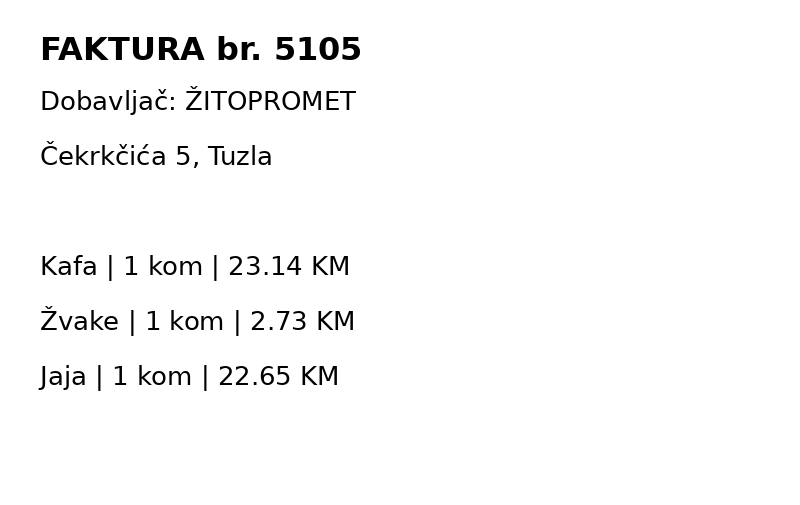 FAKTURA br. 5105
Dobavljač: ŽITOPROMET
Čekrkčića 5, Tuzla
Kafa | 1 kom | 23.14 KM
Žvake | 1 kom | 2.73 KM
Jaja | 1 kom | 22.65 KM